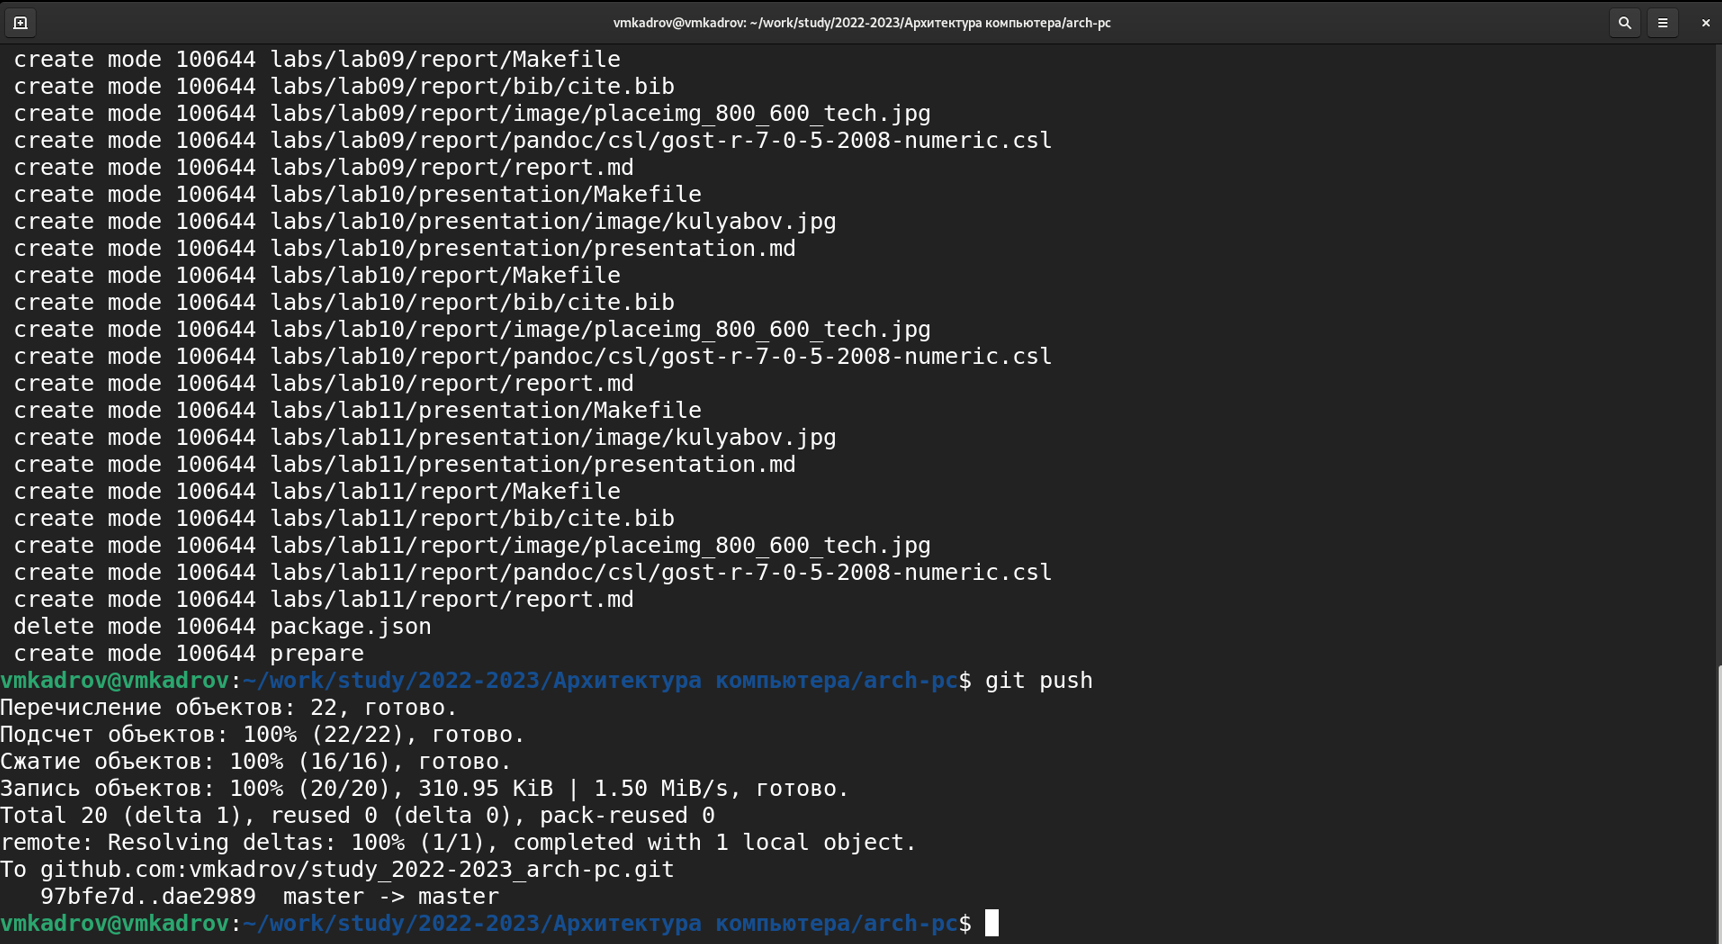 vmkadrov@vmkadrov: ~/work/study/2022-2023/Архитектура компьютера/arch-pc
create mode 100644 labs/lab09/report/Makefile
create mode 100644 labs/lab09/report/bib/cite.bib
create mode 100644 labs/lab09/report/image/placeimg_800_600_tech.jpg
create mode 100644 labs/lab09/report/pandoc/csl/gost-r-7-0-5-2008-numeric.csl
create mode 100644 labs/lab09/report/report.md
create mode 100644 labs/lab10/presentation/Makefile
create mode 100644 labs/lab10/presentation/image/kulyabov.jpg
create mode 100644 labs/lab10/presentation/presentation.md
create mode 100644 labs/lab10/report/Makefile
create mode 100644 labs/lab10/report/bib/cite.bib
create mode 100644 labs/lab10/report/image/placeimg_800_600_tech.jpg
create mode 100644 labs/lab10/report/pandoc/csl/gost-r-7-0-5-2008-numeric.csl
create mode 100644 labs/lab10/report/report.md
create mode 100644 labs/lab11/presentation/Makefile
create mode 100644 labs/lab11/presentation/image/kulyabov.jpg
create mode 100644 labs/lab11/presentation/presentation.md
create mode 100644 labs/lab11/report/Makefile
create mode 100644 labs/lab11/report/bib/cite.bib
create mode 100644 labs/lab11/report/image/placeimg_800_600_tech.jpg
create mode 100644 labs/lab11/report/pandoc/csl/gost-r-7-0-5-2008-numeric.csl
create mode 100644 labs/lab11/report/report.md
delete mode 100644 package.json
create mode 100644 prepare
vmkadrov@vmkadrov:~/work/study/2022-2023/Архитектура компьютера/arch-pc$ git push
Перечисление объектов: 22, готово.
Подсчет объектов: 100% (22/22), готово.
Сжатие объектов: 100% (16/16), готово.
Запись объектов: 100% (20/20), 310.95 KiB | 1.50 MiB/s, готово.
Total 20 (delta 1), reused 0 (delta 0), pack-reused 0
remote: Resolving deltas: 100% (1/1), completed with 1 local object.
To github.com:vmkadrov/study_2022-2023_arch-pc.git
97bfe7d..dae2989  master -> master
vmkadrov@vmkadrov:~/work/study/2022-2023/Архитектура компьютера/arch-pc$